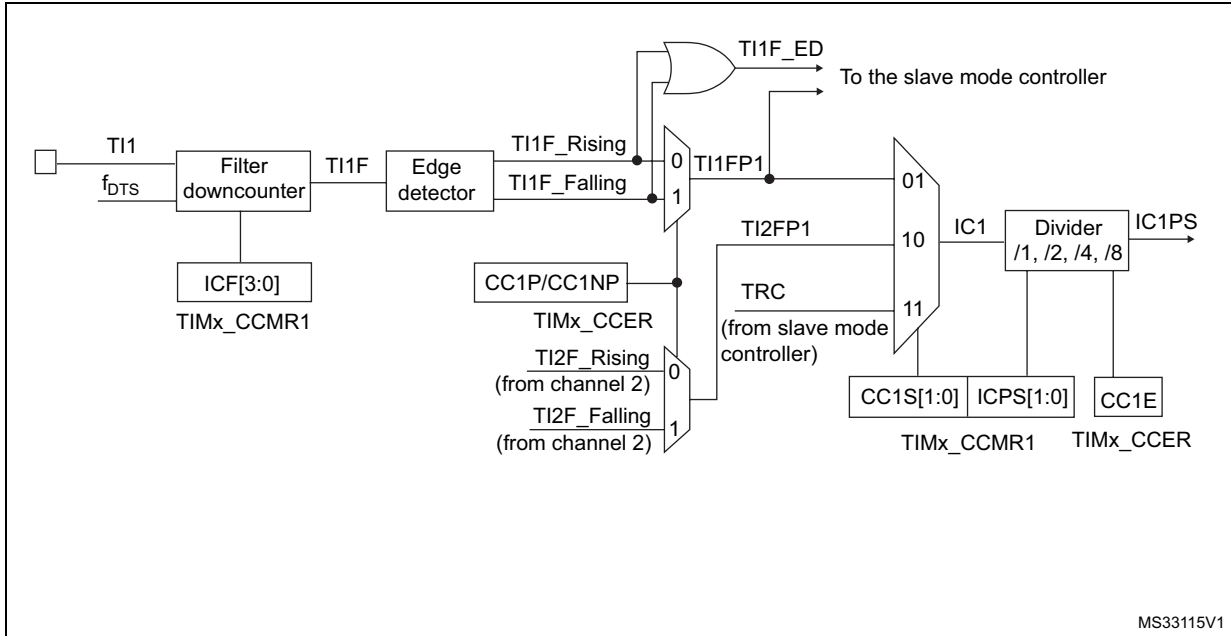 TI1F_ED
To the slave mode controller
TI1
f_DTS
Filter
downcounter
TI1F
Edge
detector
TI1F_Rising
TI1F_Falling
0
1
TI1FP1
01
10
11
TI2FP1
TRC
(from slave mode
controller)
IC1
Divider
/1, /2, /4, /8
IC1PS
ICF[3:0]
TIMx_CCMR1
CC1P/CC1NP
TIMx_CCER
TI2F_Rising
(from channel 2)
TI2F_Falling
(from channel 2)
0
1
CC1S[1:0]
ICPS[1:0]
TIMx_CCMR1
CC1E
TIMx_CCER
MS33115V1